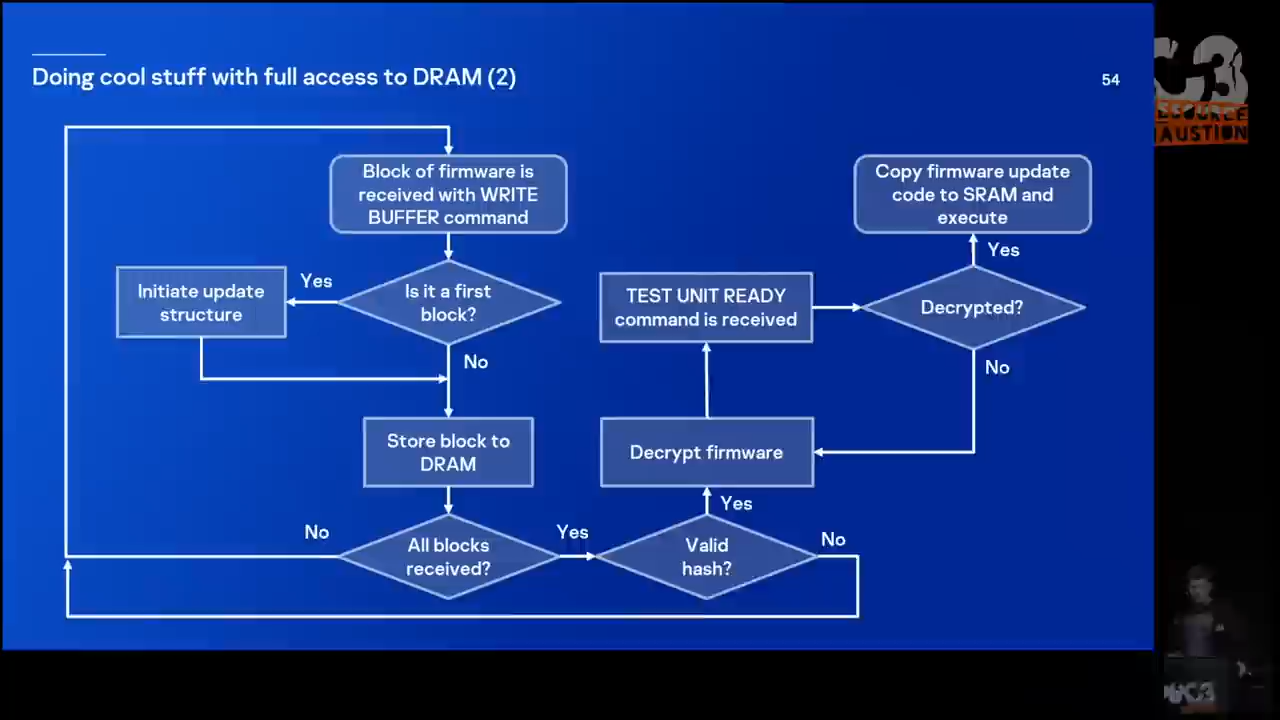 Doing cool stuff with full access to DRAM (2)
54
Block of firmware is
received with WRITE
BUFFER command
Copy firmware update
code to SRAM and
execute
Yes
Initiate update
structure
Yes
Is it a first
block?
TEST UNIT READY
command is received
Decrypted?
No
No
Store block to
DRAM
Decrypt firmware
Yes
No
All blocks
received?
Yes
Valid
hash?
No
C3
AUSTION